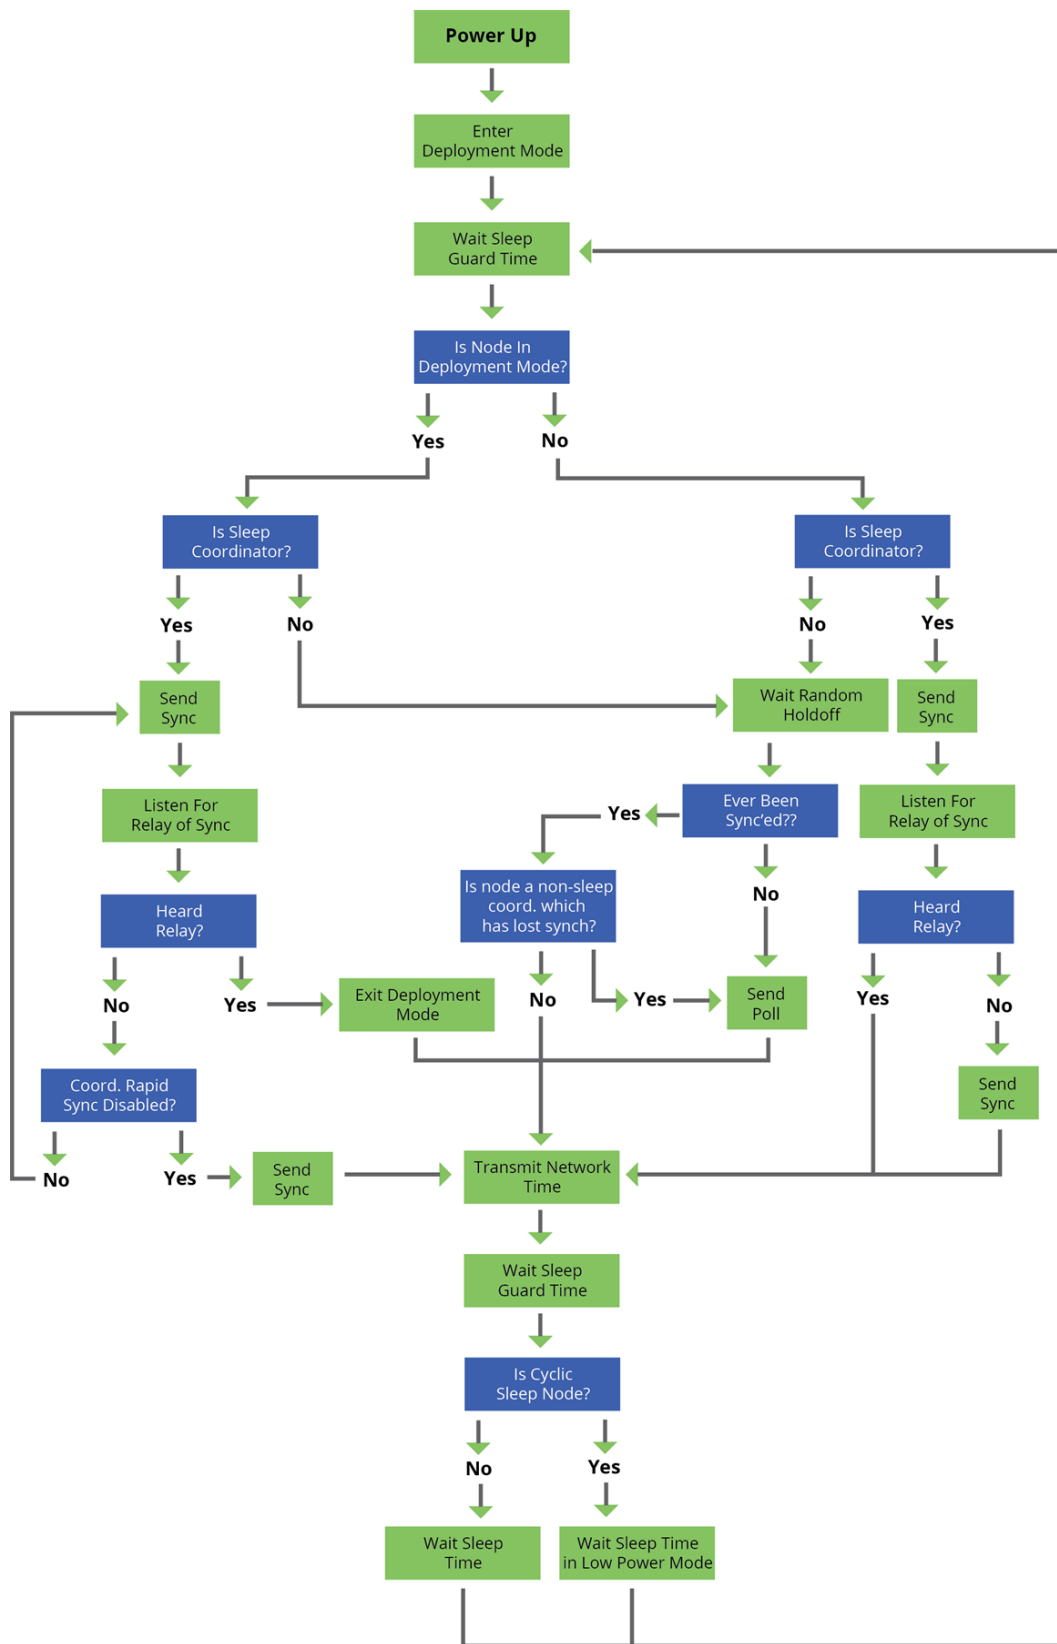 Power Up
Enter
Deployment Mode
Wait Sleep
Guard Time
Is Node In
Deployment Mode?
Yes
No
Is Sleep
Coordinator?
Is Sleep
Coordinator?
Yes
No
No
Yes
Send
Sync
Wait Random
Holdoff
Send
Sync
Listen For
Relay of Sync
Yes
Ever Been
Sync'ed??
Listen For
Relay of Sync
Heard
Relay?
Is node a non-sleep
coord. which
has lost synch?
No
Heard
Relay?
No
Yes
Exit Deployment
Mode
No
Yes
Send
Poll
Yes
No
Coord. Rapid
Sync Disabled?
Send
Sync
No
Yes
Send
Sync
Transmit Network
Time
Wait Sleep
Guard Time
Is Cyclic
Sleep Node?
No
Yes
Wait Sleep
Time
Wait Sleep Time
in Low Power Mode